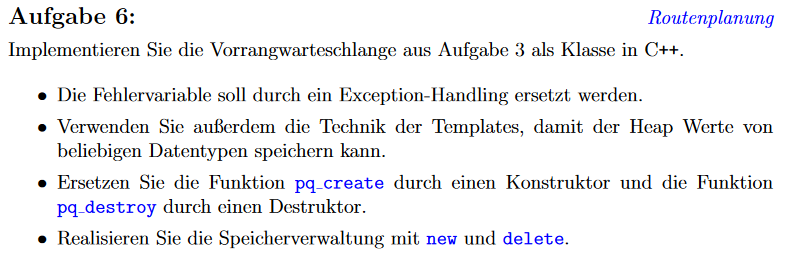 Aufgabe 6: Routenplanung
Implementieren Sie die Vorrangwarteschlange aus Aufgabe 3 als Klasse in C++.
• Die Fehlervariable soll durch ein Exception-Handling ersetzt werden.
• Verwenden Sie außerdem die Technik der Templates, damit der Heap Werte von
beliebigen Datentypen speichern kann.
• Ersetzen Sie die Funktion pq_create durch einen Konstruktor und die Funktion
pq_destroy durch einen Destruktor.
• Realisieren Sie die Speicherverwaltung mit new und delete.